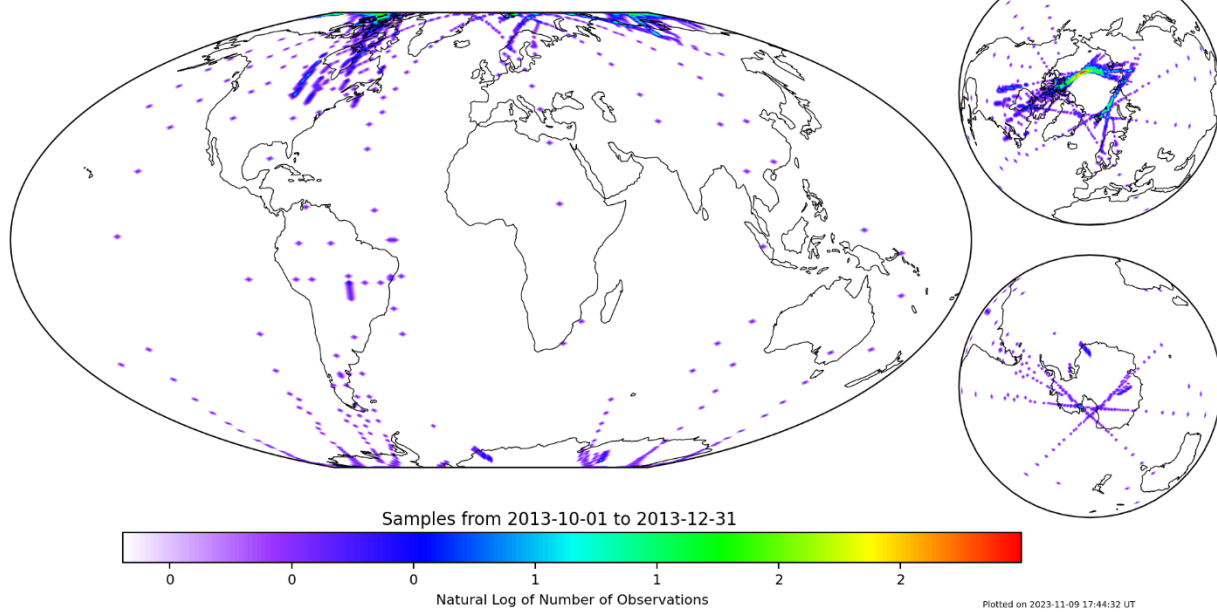 Samples from 2013-10-01 to 2013-12-31
0 0 0 1 1 2 2
Natural Log of Number of Observations
Plotted on 2023-11-09 17:44:32 UT